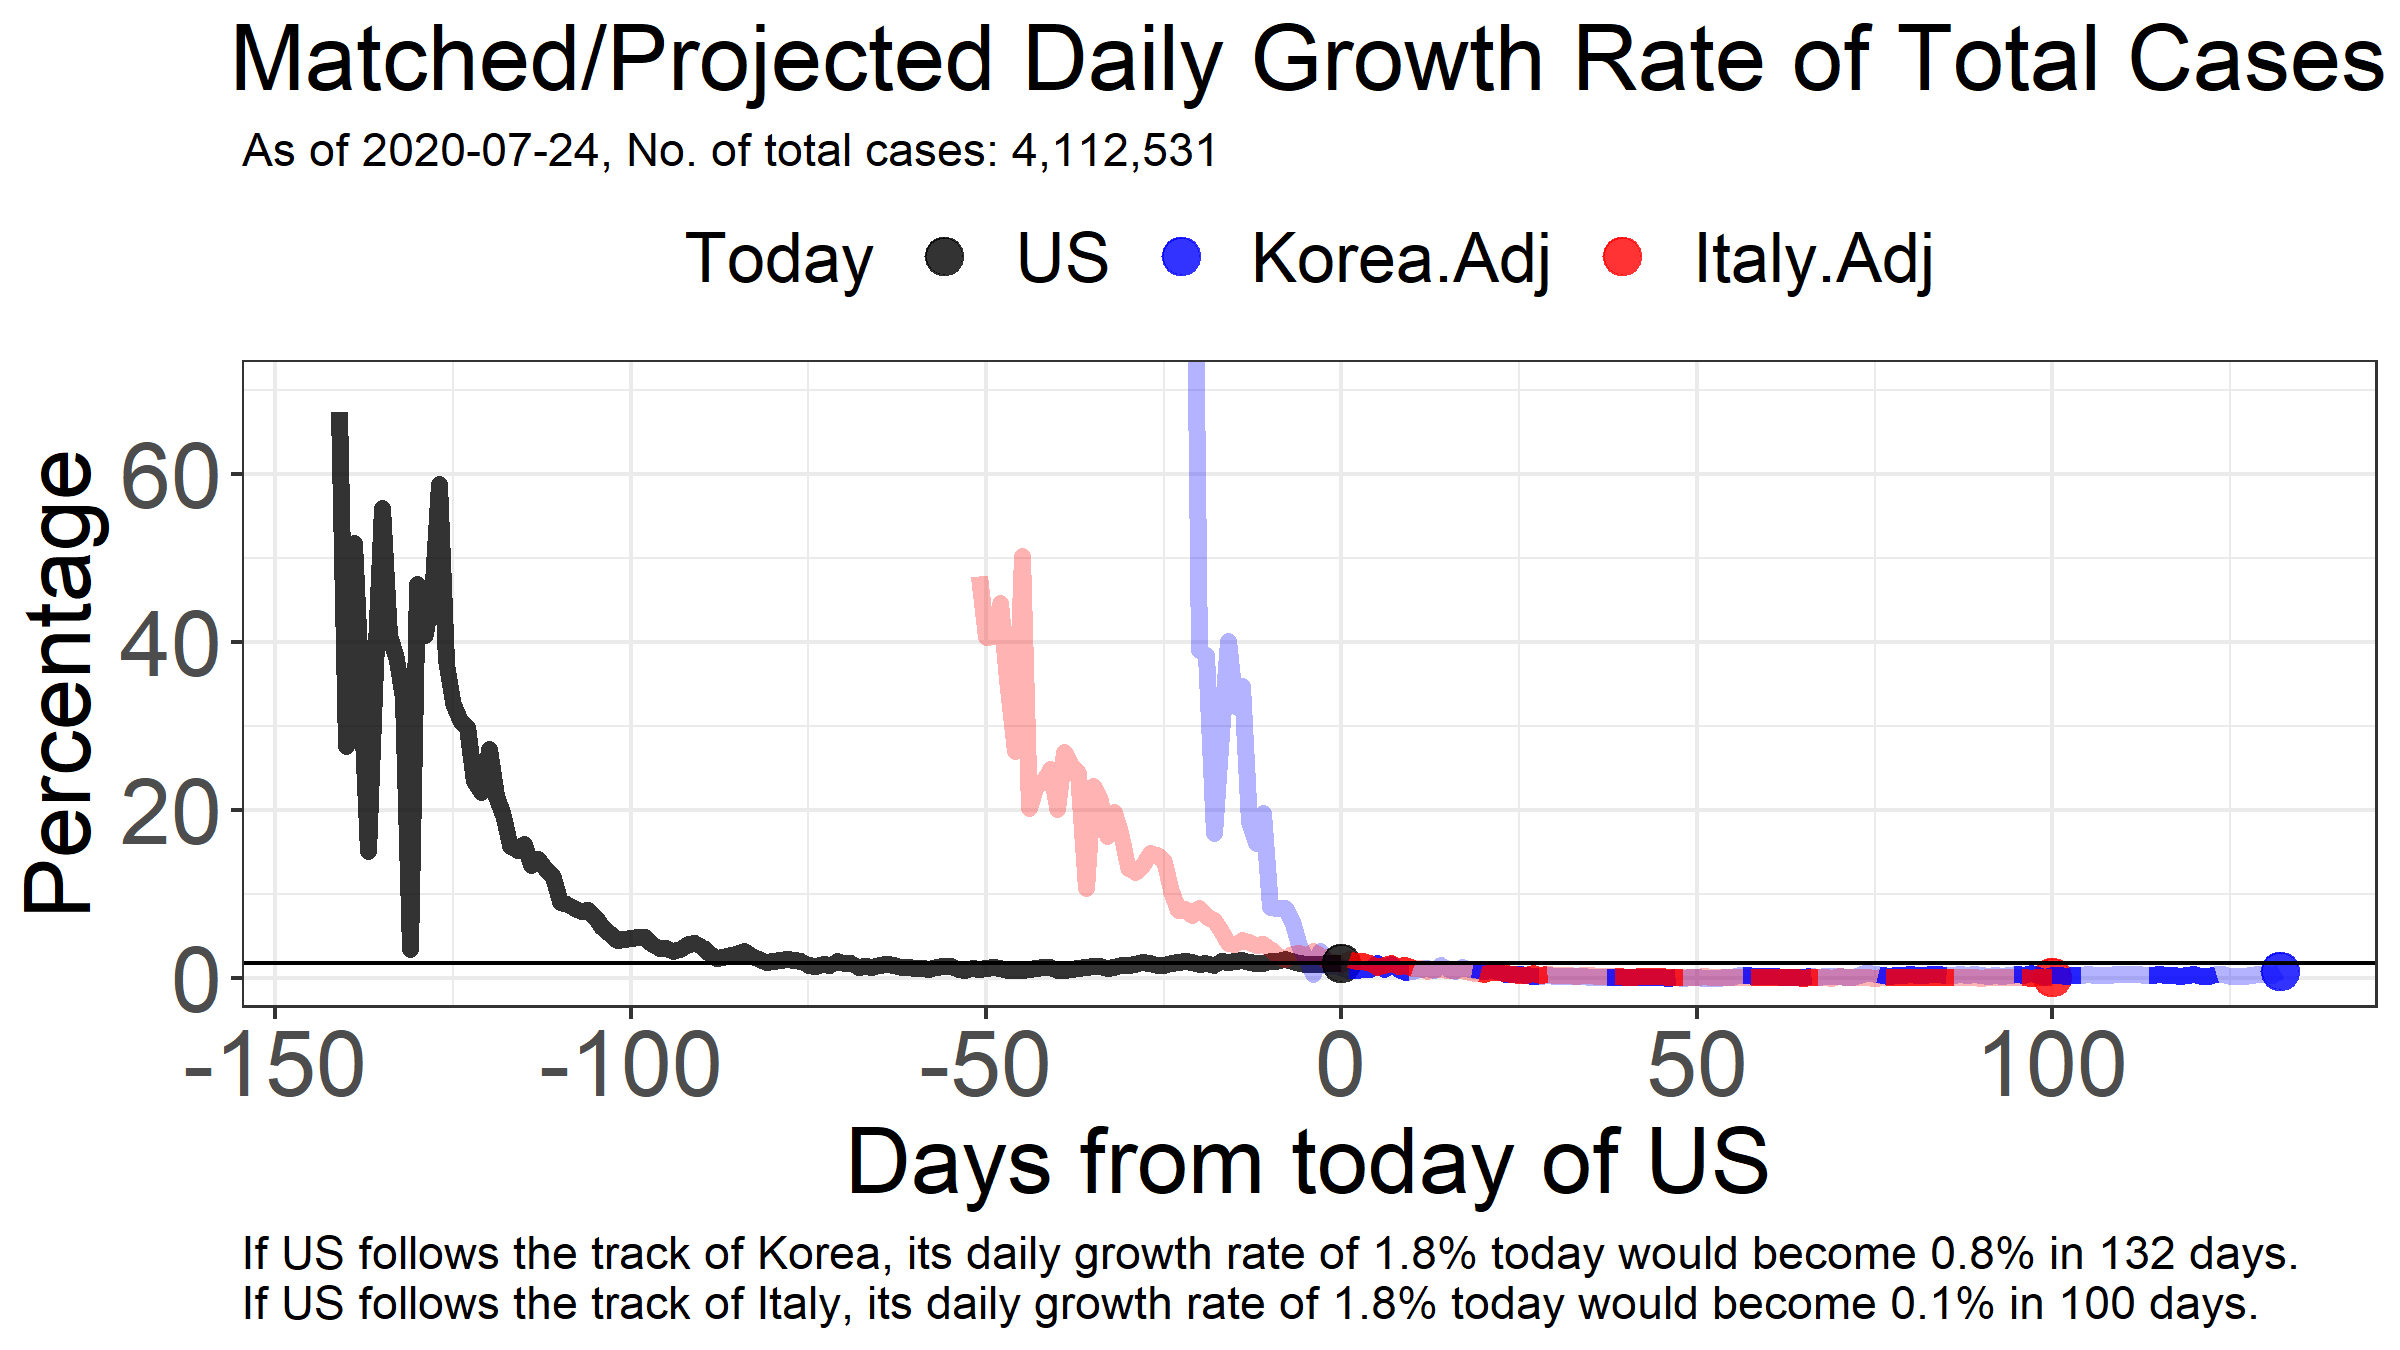 Matched/Projected Daily Growth Rate of Total Cases
As of 2020-07-24, No. of total cases: 4,112,531
Today US Korea.Adj Italy.Adj
Percentage
60
40
20
0
-150 -100 -50 0 50 100
Days from today of US
If US follows the track of Korea, its daily growth rate of 1.8% today would become 0.8% in 132 days.
If US follows the track of Italy, its daily growth rate of 1.8% today would become 0.1% in 100 days.